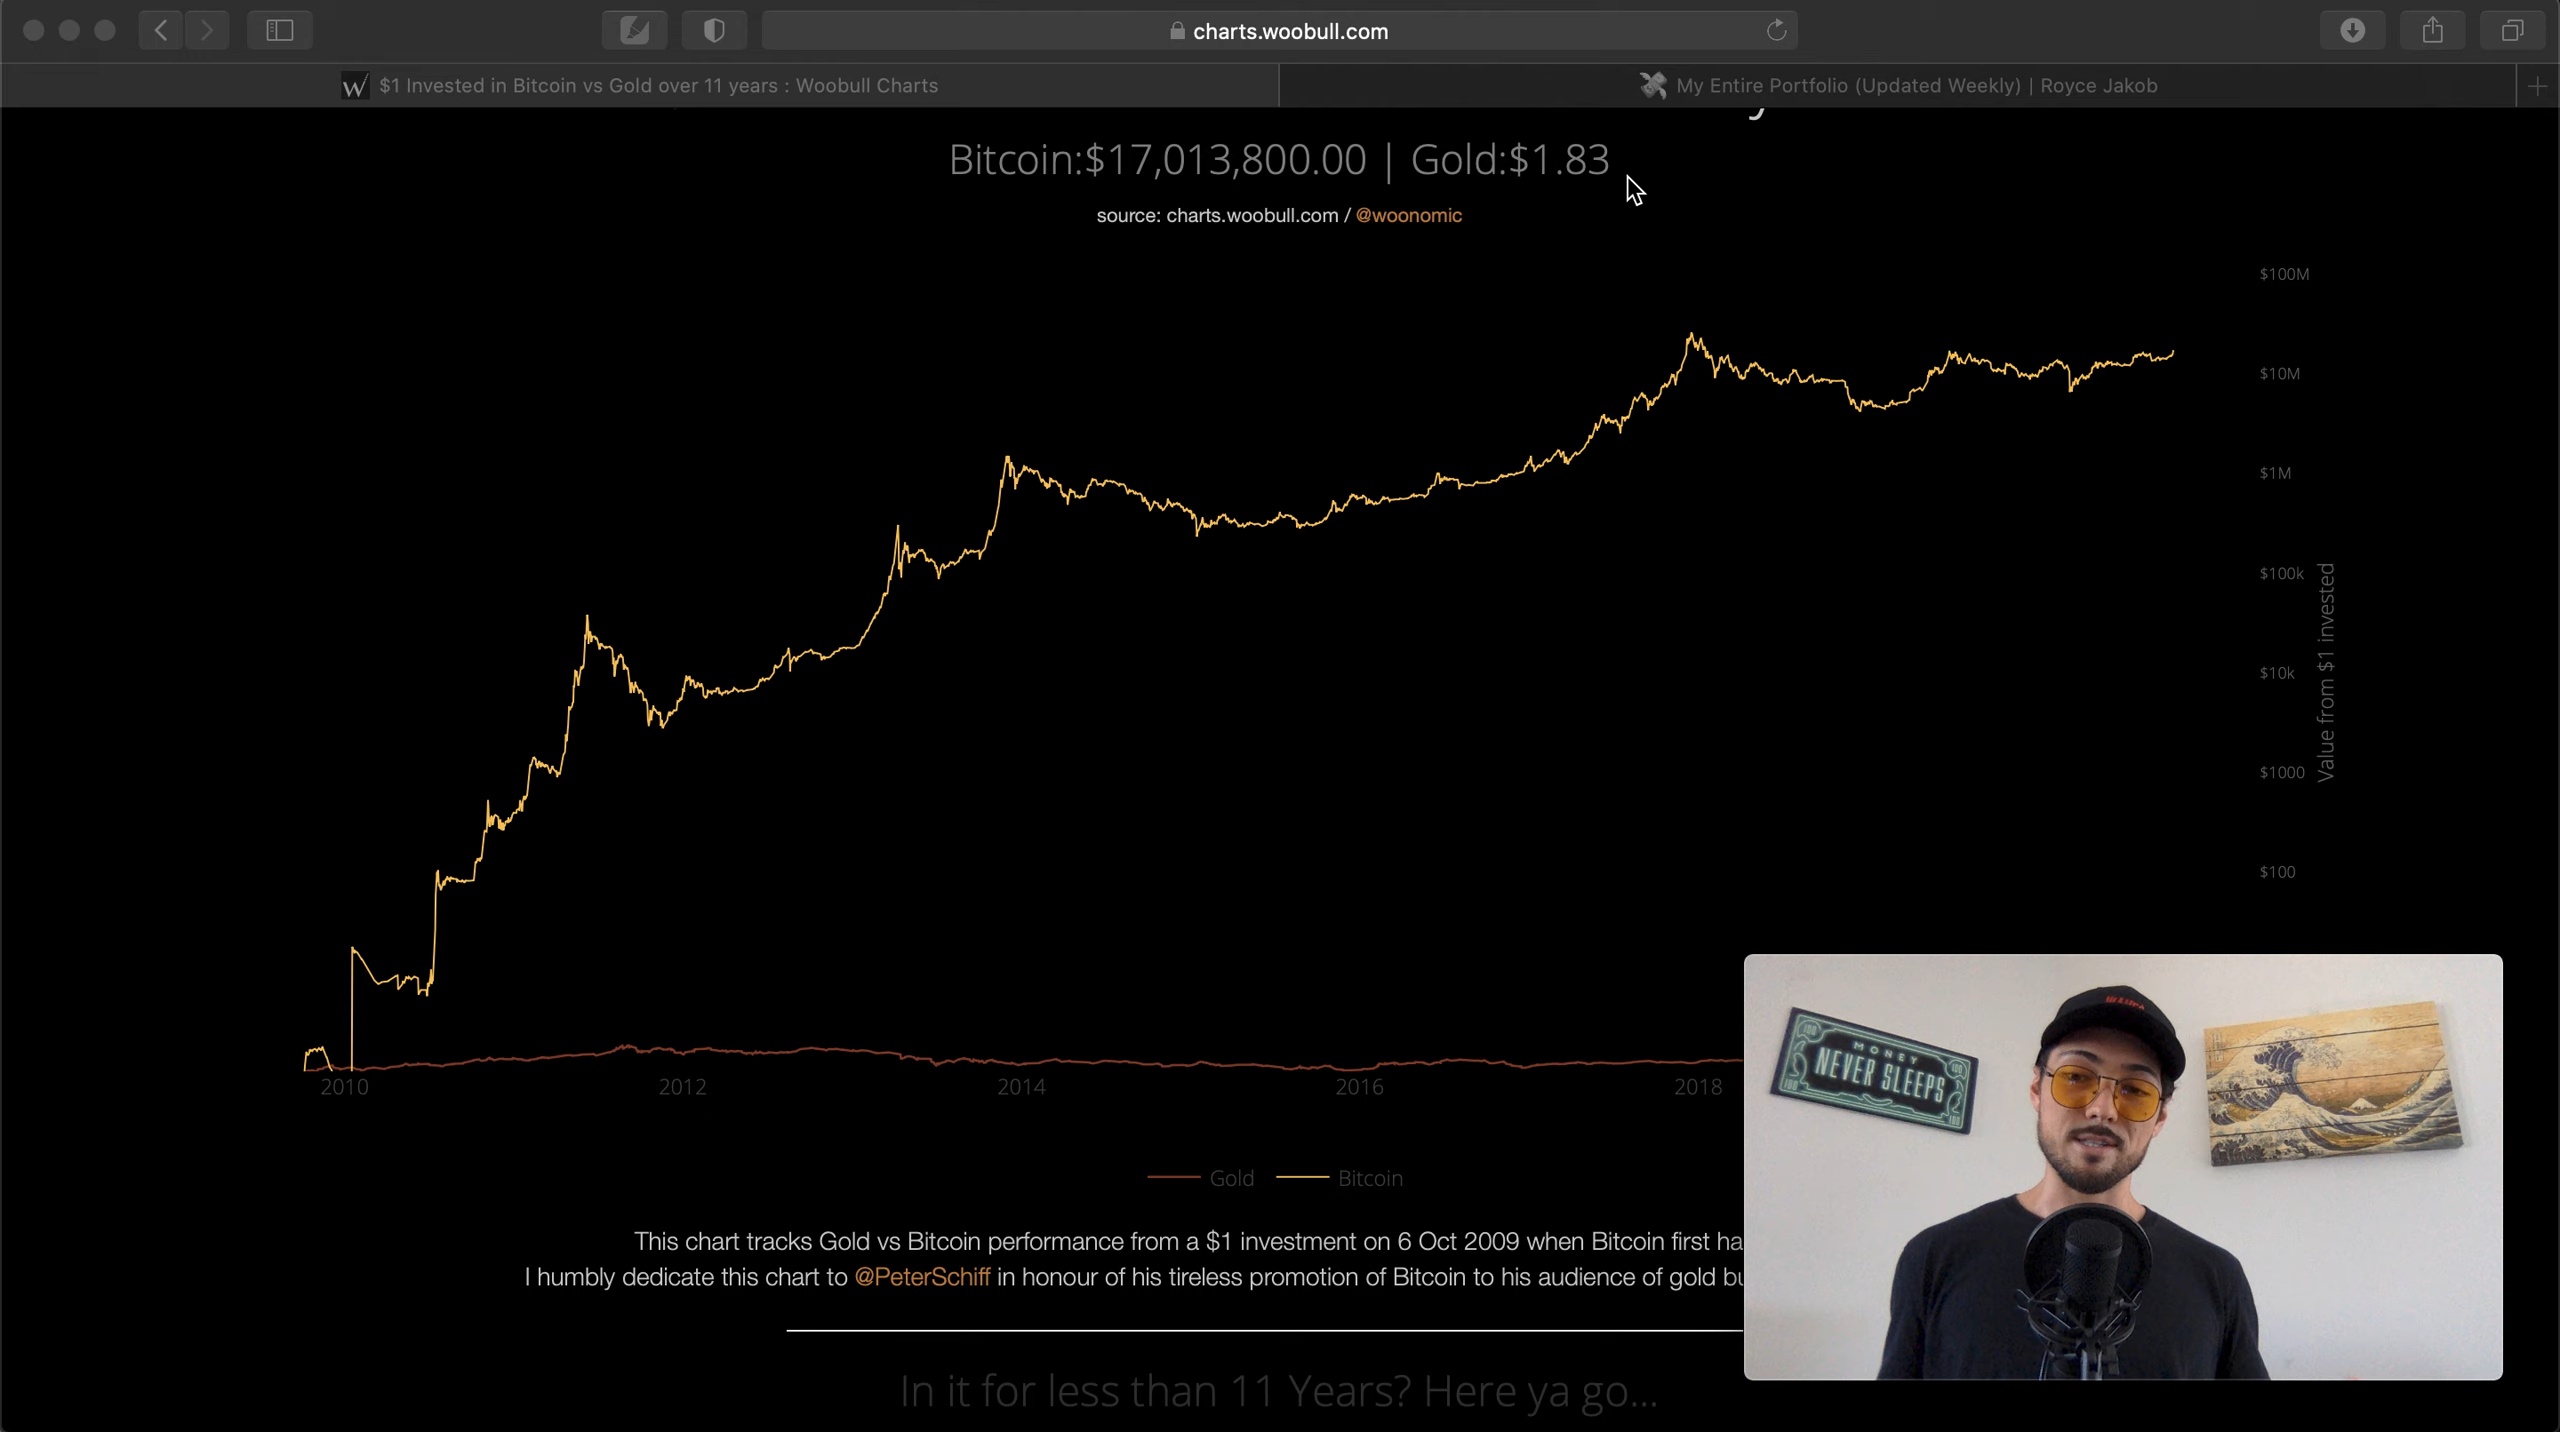 charts.woobull.com
$1 Invested in Bitcoin vs Gold over 11 years : Woobull Charts
My Entire Portfolio (Updated Weekly) | Royce Jakob
Bitcoin:$17,013,800.00 | Gold:$1.83
source: charts.woobull.com / @woonomic
$100M
$10M
$1M
$100k
$10k
$1000
$100
Value from $1 invested
2010
2012
2014
2016
2018
Gold
Bitcoin
This chart tracks Gold vs Bitcoin performance from a $1 investment on 6 Oct 2009 when Bitcoin first ha
I humbly dedicate this chart to @PeterSchiff in honour of his tireless promotion of Bitcoin to his audience of gold bu
In it for less than 11 Years? Here ya go...
100
MONEY
NEVER SLEEPS
100
100